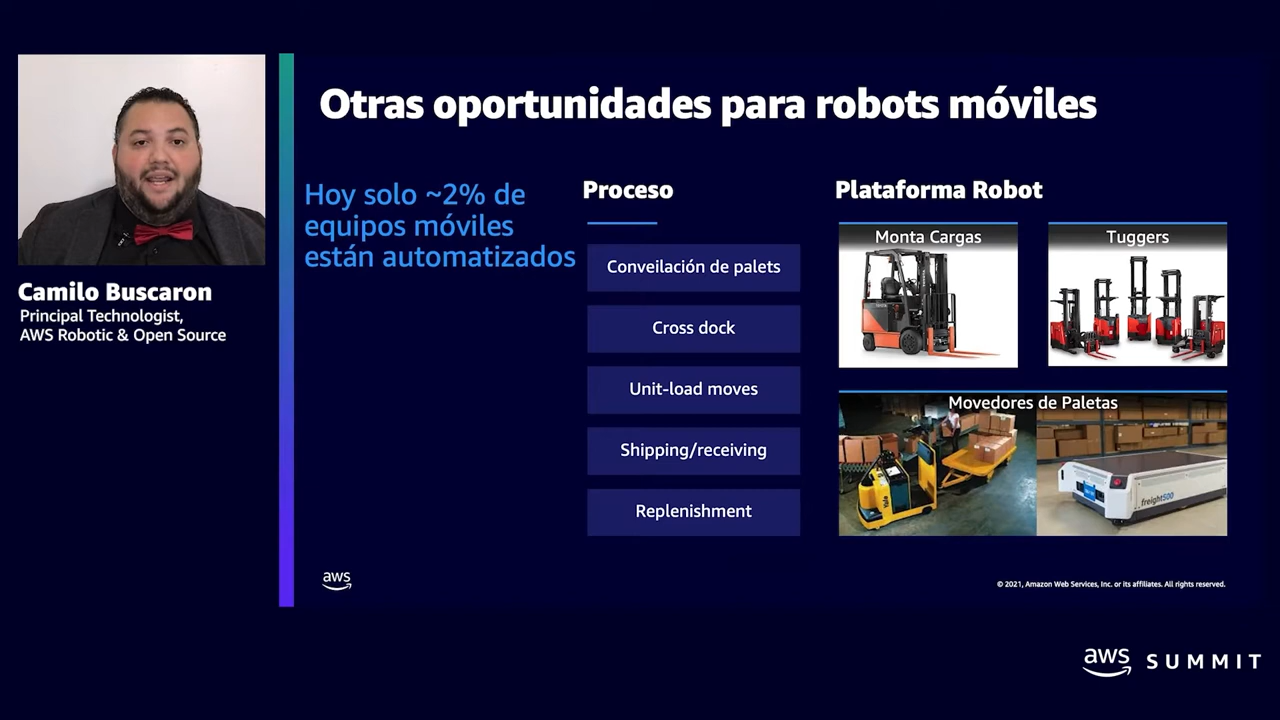 Otras oportunidades para robots móviles
Camilo Buscaron
Principal Technologist,
AWS Robotic & Open Source
Hoy solo ~2% de
equipos móviles
están automatizados
Proceso
Conveilación de palets
Cross dock
Unit-load moves
Shipping/receiving
Replenishment
Plataforma Robot
Monta Cargas
Tuggers
Movedores de Paletas
Yale
freight500
aws
© 2021, Amazon Web Services, Inc. or its affiliates. All rights reserved.
aws SUMMIT